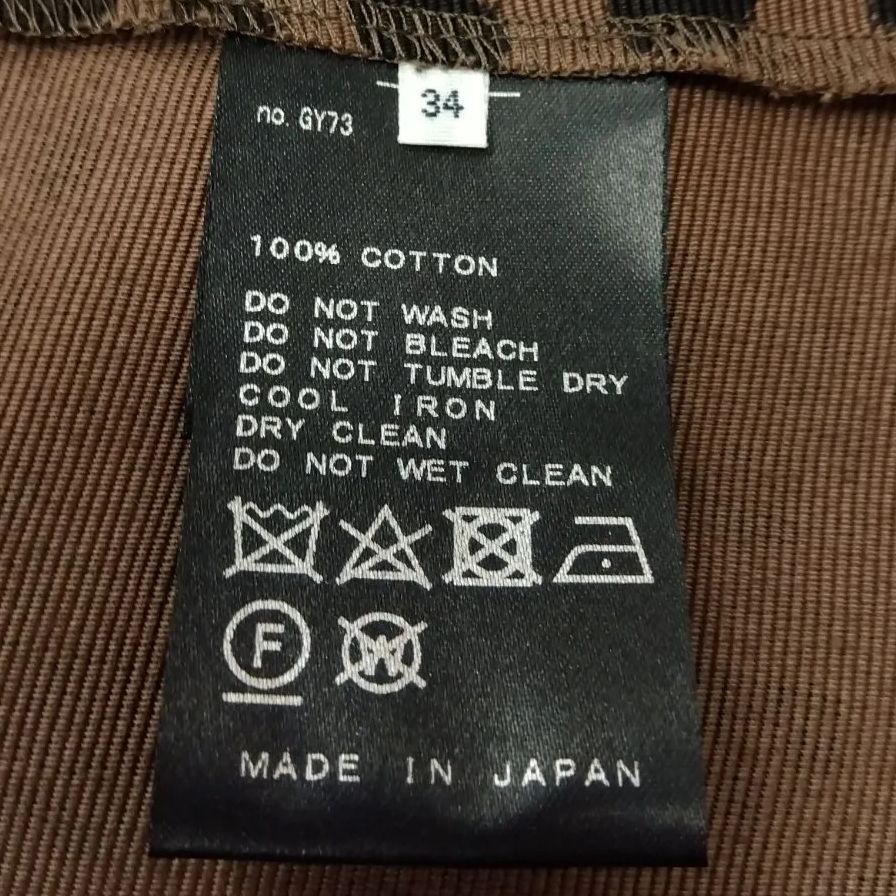 34
no. GY73
100% COTTON
DO NOT WASH
DO NOT BLEACH
DO NOT TUMBLE DRY
COOL IRON
DRY CLEAN
DO NOT WET CLEAN
F
W
MADE IN JAPAN